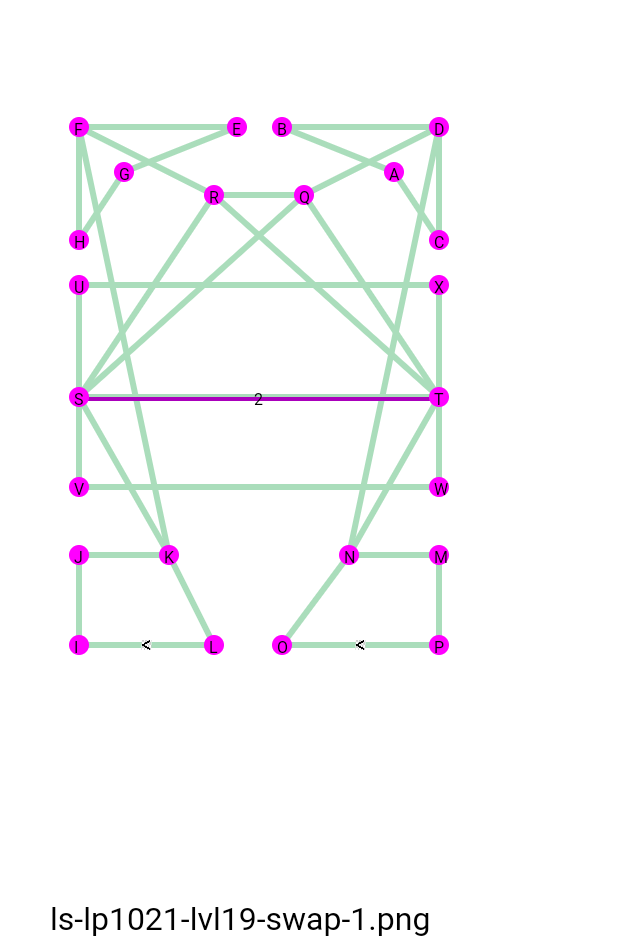 F E B D
G A
R Q
H C
U X
S 2 T
V W
J K N M
I < L O < P
ls-lp1021-lvl19-swap-1.png